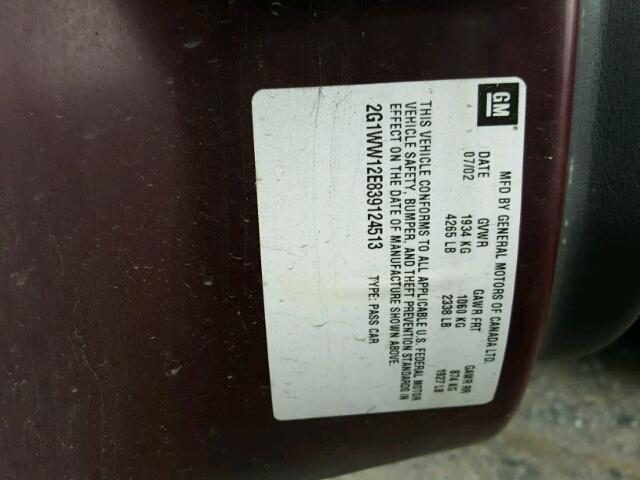 GM
MFD BY GENERAL MOTORS OF CANADA LTD.
DATE GVWR GAWR FRT GAWR RR
07/02 1934 KG 1060 KG 874 KG
4265 LB 2338 LB 1927 LB
THIS VEHICLE CONFORMS TO ALL APPLICABLE U.S. FEDERAL MOTOR
VEHICLE SAFETY, BUMPER, AND THEFT PREVENTION STANDARDS IN
EFFECT ON THE DATE OF MANUFACTURE SHOWN ABOVE.
2G1WW12E839124513 TYPE: PASS CAR